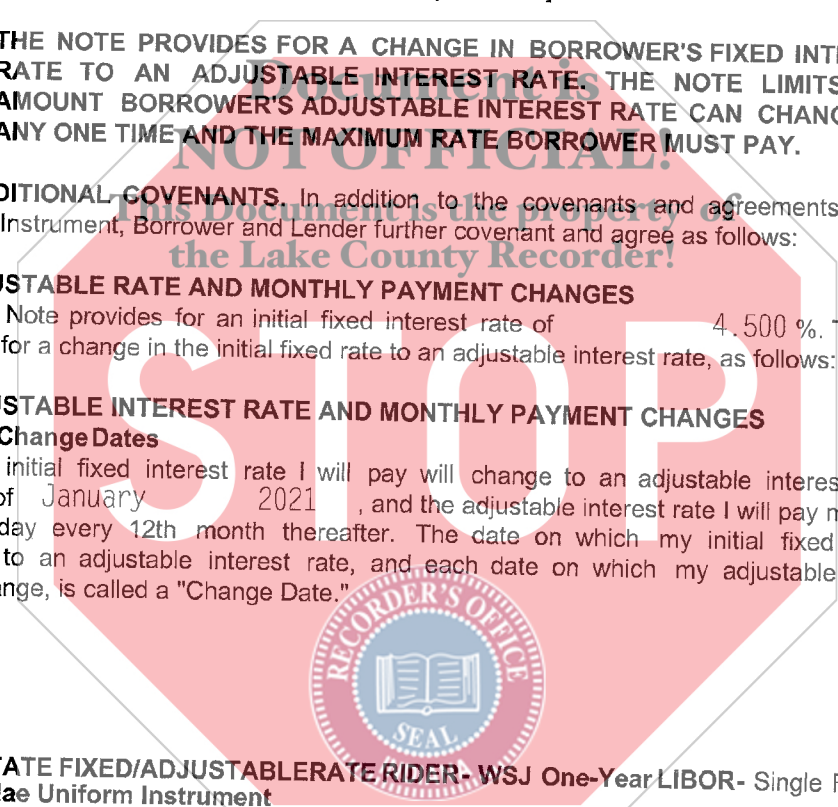 THE NOTE PROVIDES FOR A CHANGE IN BORROWER'S FIXED INTE
RATE TO AN ADJUSTABLE INTEREST RATE. THE NOTE LIMITS
AMOUNT BORROWER'S ADJUSTABLE INTEREST RATE CAN CHANG
ANY ONE TIME AND THE MAXIMUM RATE BORROWER MUST PAY.
Document is
NOT OFFICIAL!
This Document is the property of
the Lake County Recorder!
DITIONAL COVENANTS. In addition to the covenants and agreements
Instrument, Borrower and Lender further covenant and agree as follows:
USTABLE RATE AND MONTHLY PAYMENT CHANGES
Note provides for an initial fixed interest rate of 4.500 %. T
for a change in the initial fixed rate to an adjustable interest rate, as follows:
STOP
USTABLE INTEREST RATE AND MONTHLY PAYMENT CHANGES
Change Dates
initial fixed interest rate I will pay will change to an adjustable interes
of January 2021 , and the adjustable interest rate I will pay m
day every 12th month thereafter. The date on which my initial fixed
to an adjustable interest rate, and each date on which my adjustable
nge, is called a "Change Date."
RECORDER'S OFFICE
SEAL
TATE FIXED/ADJUSTABLERATE RIDER- WSJ One-Year LIBOR- Single F
ae Uniform Instrument